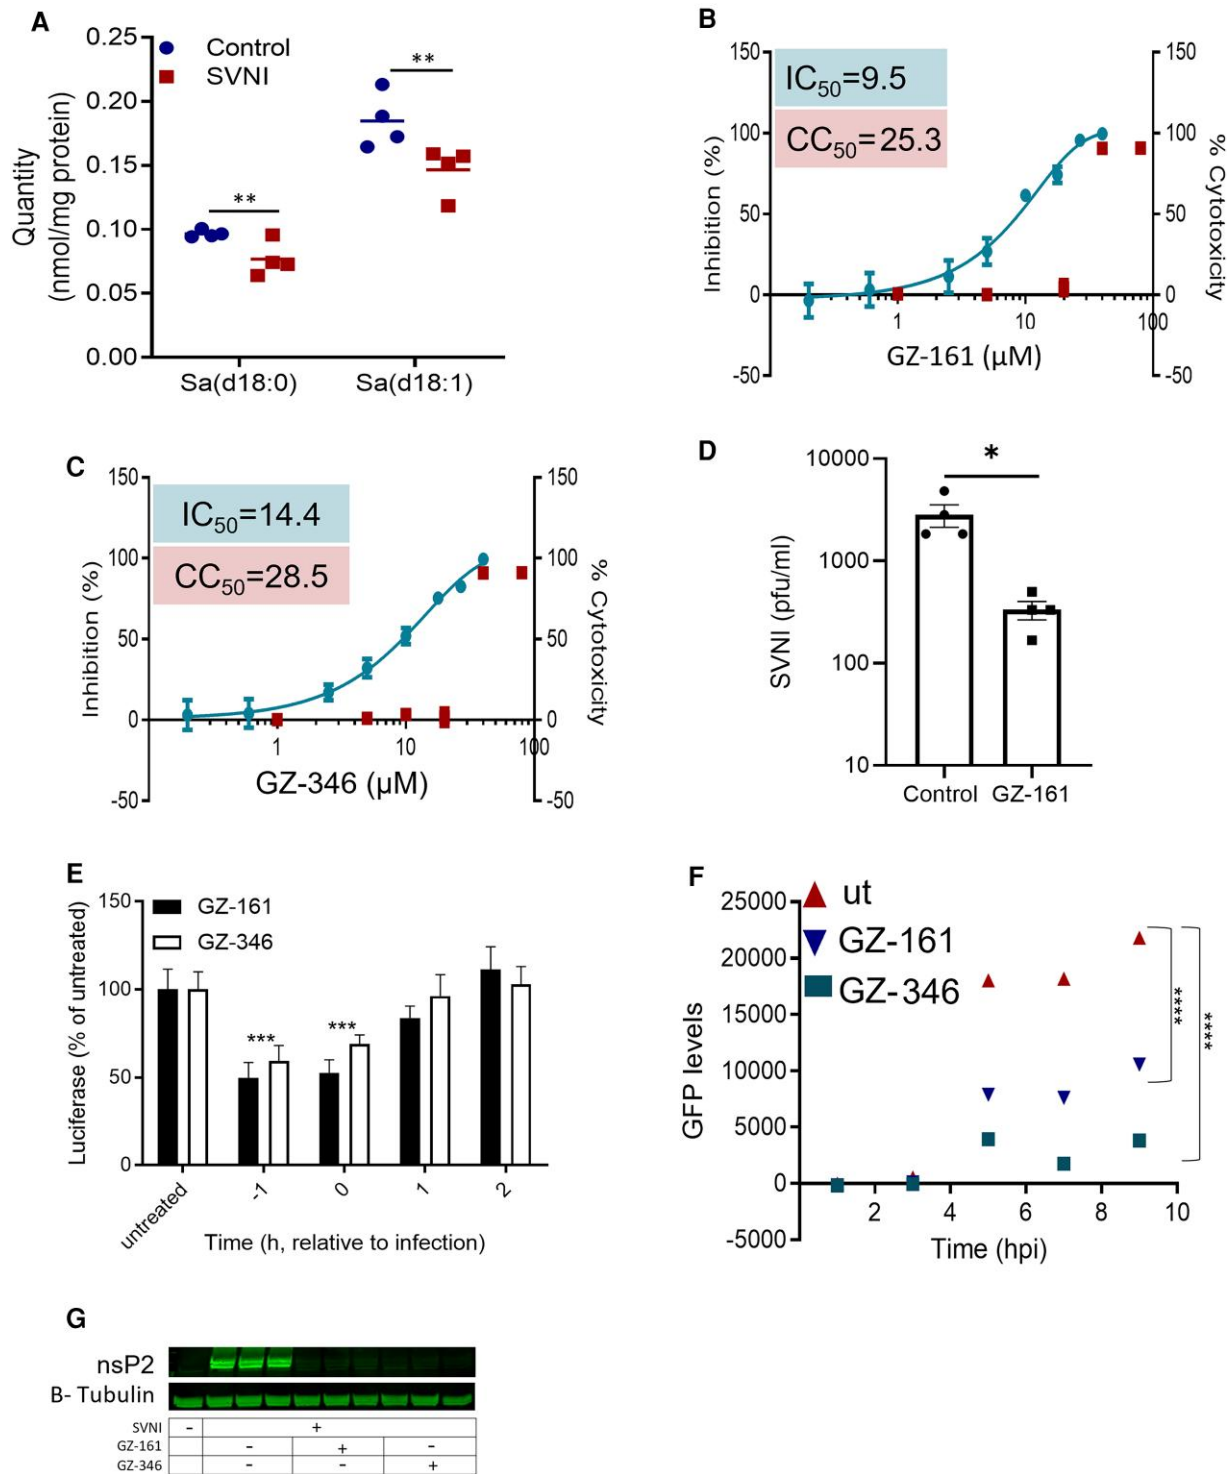 A
0.25
0.20
0.15
0.10
0.05
0.00
Quantity
(nmol/mg protein)
Control
SVNI
**
**
Sa(d18:0)
Sa(d18:1)
B
150
100
50
0
-50
Inhibition (%)
IC50=9.5
CC50=25.3
150
100
50
0
-50
% Cytotoxicity
1
10
100
GZ-161 (µM)
C
150
100
50
0
-50
Inhibition (%)
IC50=14.4
CC50=28.5
150
100
50
0
-50
% Cytotoxicity
1
10
100
GZ-346 (µM)
D
10000
1000
100
10
SVNI (pfu/ml)
*
Control
GZ-161
E
150
100
50
0
Luciferase (% of untreated)
GZ-161
GZ-346
***
***
untreated
-1
0
1
2
Time (h, relative to infection)
F
25000
20000
15000
10000
5000
0
-5000
GFP levels
ut
GZ-161
GZ-346
****
****
2
4
6
8
10
Time (hpi)
G
nsP2
B- Tubulin
SVNI - +
GZ-161 - + -
GZ-346 - - +